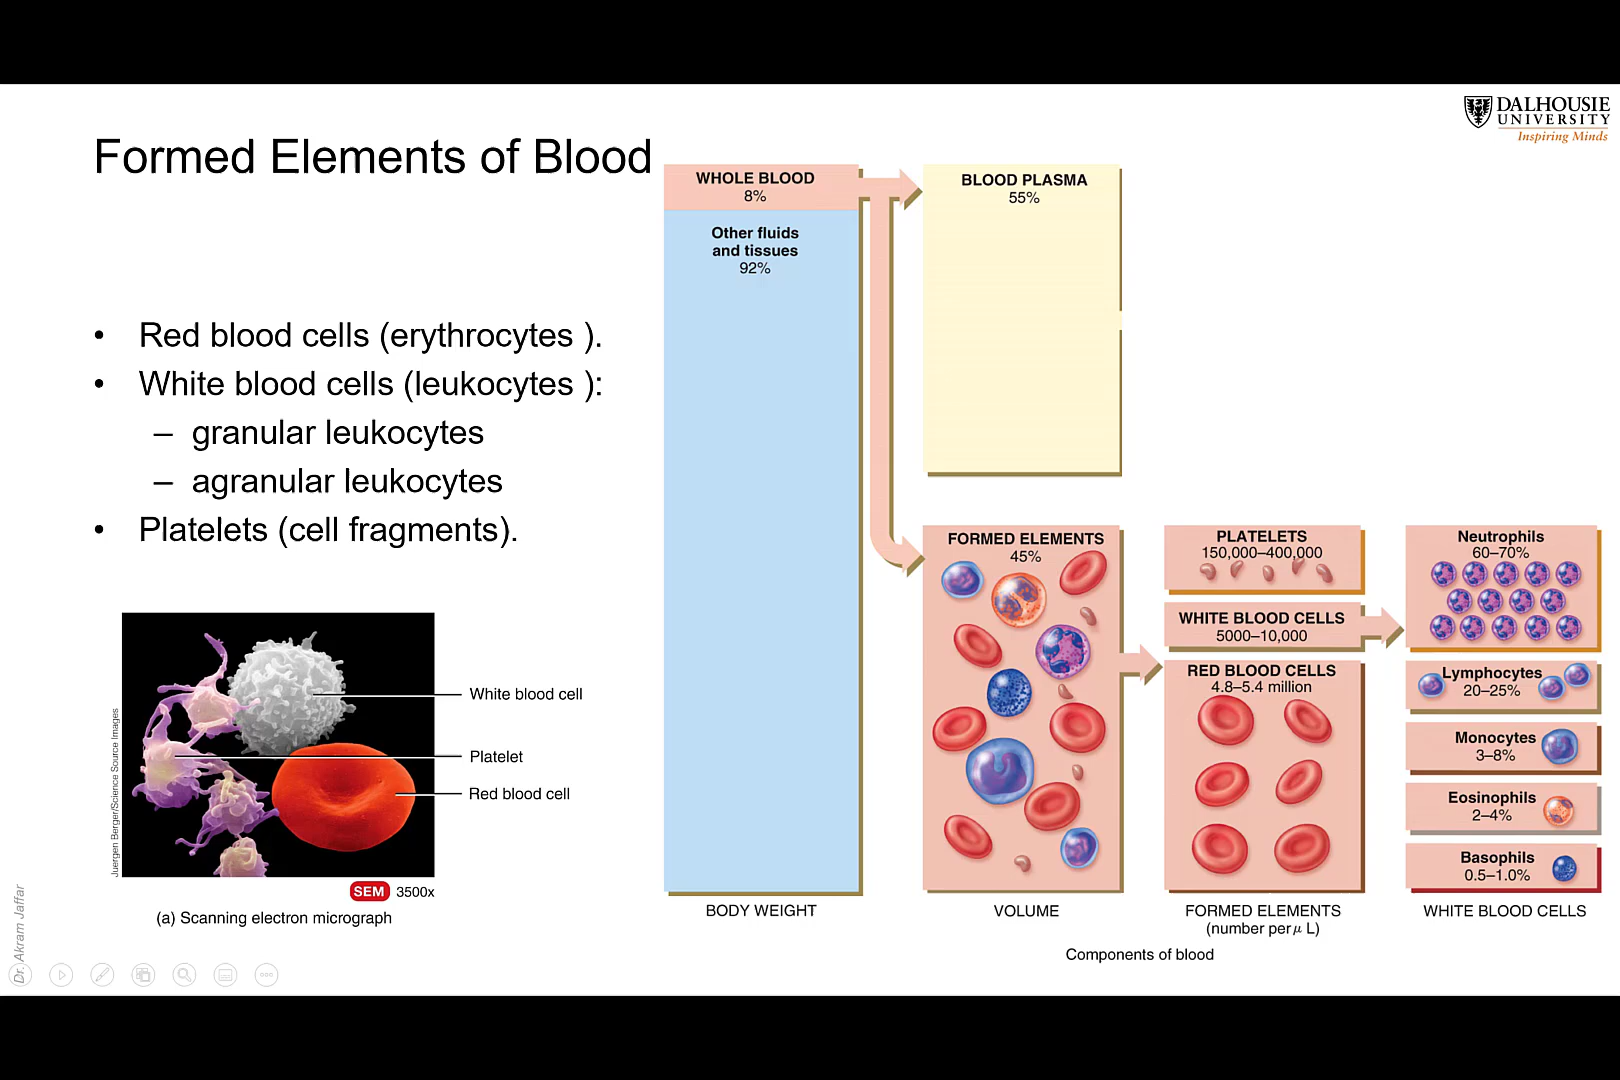 DALHOUSIE
UNIVERSITY
Inspiring Minds
Formed Elements of Blood
• Red blood cells (erythrocytes ).
• White blood cells (leukocytes ):
– granular leukocytes
– agranular leukocytes
• Platelets (cell fragments).
White blood cell
Platelet
Red blood cell
Juergen Berger/Science Source Images
SEM 3500x
(a) Scanning electron micrograph
Dr. Akram Jaffar
WHOLE BLOOD
8%
Other fluids
and tissues
92%
BODY WEIGHT
BLOOD PLASMA
55%
FORMED ELEMENTS
45%
VOLUME
PLATELETS
150,000–400,000
WHITE BLOOD CELLS
5000–10,000
RED BLOOD CELLS
4.8–5.4 million
FORMED ELEMENTS
(number per μ L)
Neutrophils
60–70%
Lymphocytes
20–25%
Monocytes
3–8%
Eosinophils
2–4%
Basophils
0.5–1.0%
WHITE BLOOD CELLS
Components of blood